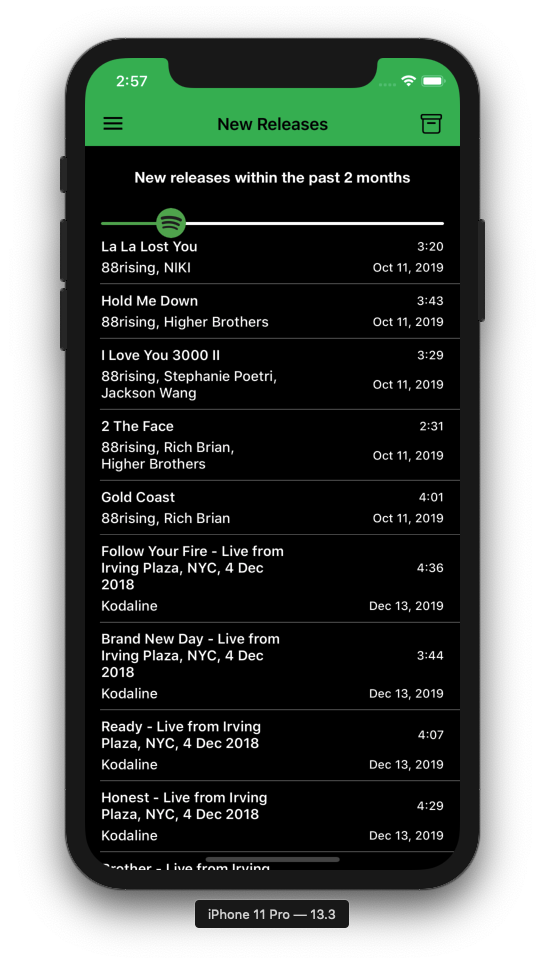 2:57
New Releases
New releases within the past 2 months
La La Lost You 3:20
88rising, NIKI Oct 11, 2019
Hold Me Down 3:43
88rising, Higher Brothers Oct 11, 2019
I Love You 3000 II 3:29
88rising, Stephanie Poetri,
Jackson Wang Oct 11, 2019
2 The Face 2:31
88rising, Rich Brian,
Higher Brothers Oct 11, 2019
Gold Coast 4:01
88rising, Rich Brian Oct 11, 2019
Follow Your Fire - Live from
Irving Plaza, NYC, 4 Dec 4:36
2018
Kodaline Dec 13, 2019
Brand New Day - Live from
Irving Plaza, NYC, 4 Dec 3:44
2018
Kodaline Dec 13, 2019
Ready - Live from Irving
Plaza, NYC, 4 Dec 2018 4:07
Kodaline Dec 13, 2019
Honest - Live from Irving
Plaza, NYC, 4 Dec 2018 4:29
Kodaline Dec 13, 2019
Brother - Live from Irving
iPhone 11 Pro — 13.3